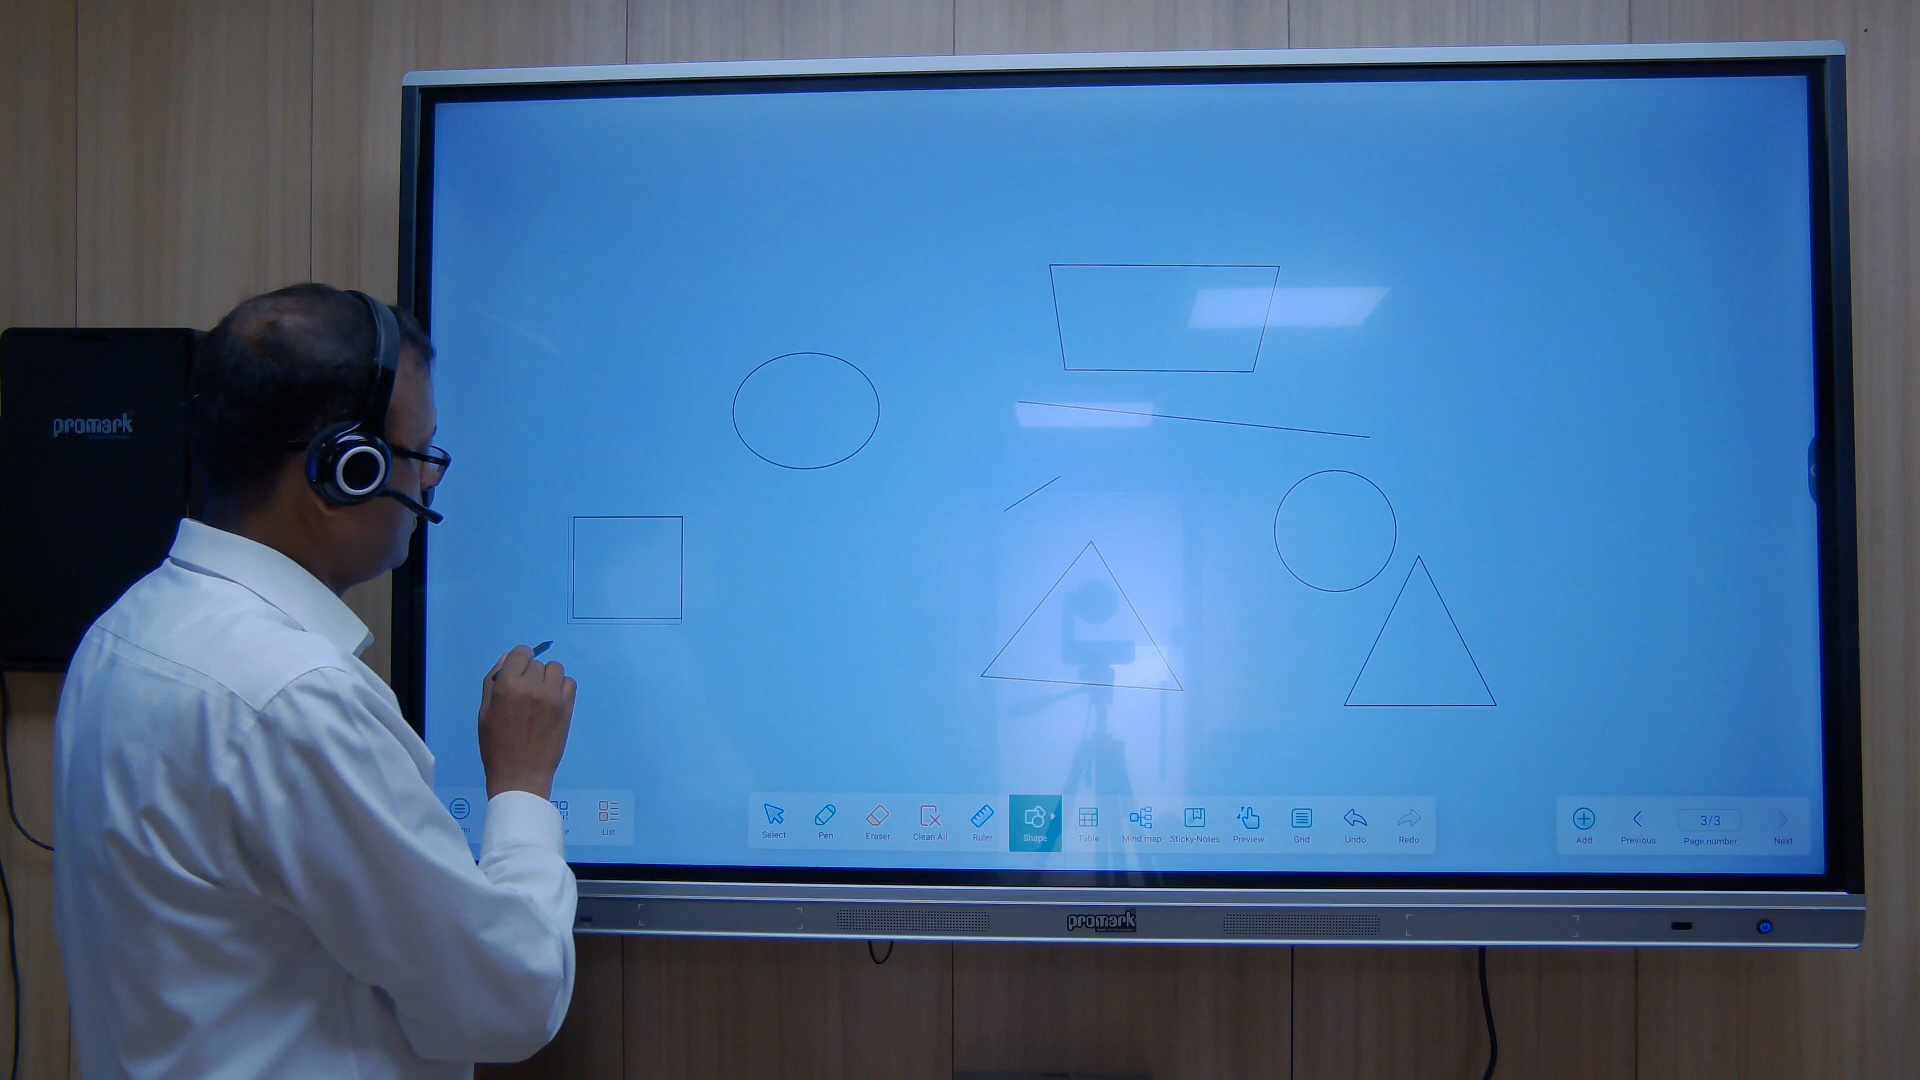 promark
List
Select
Pen
Eraser
Clean All
Ruler
Shape
Table
Mind map
Sticky-Notes
Preview
Grid
Undo
Redo
Add
Previous
3/3
Page number
Next
promark